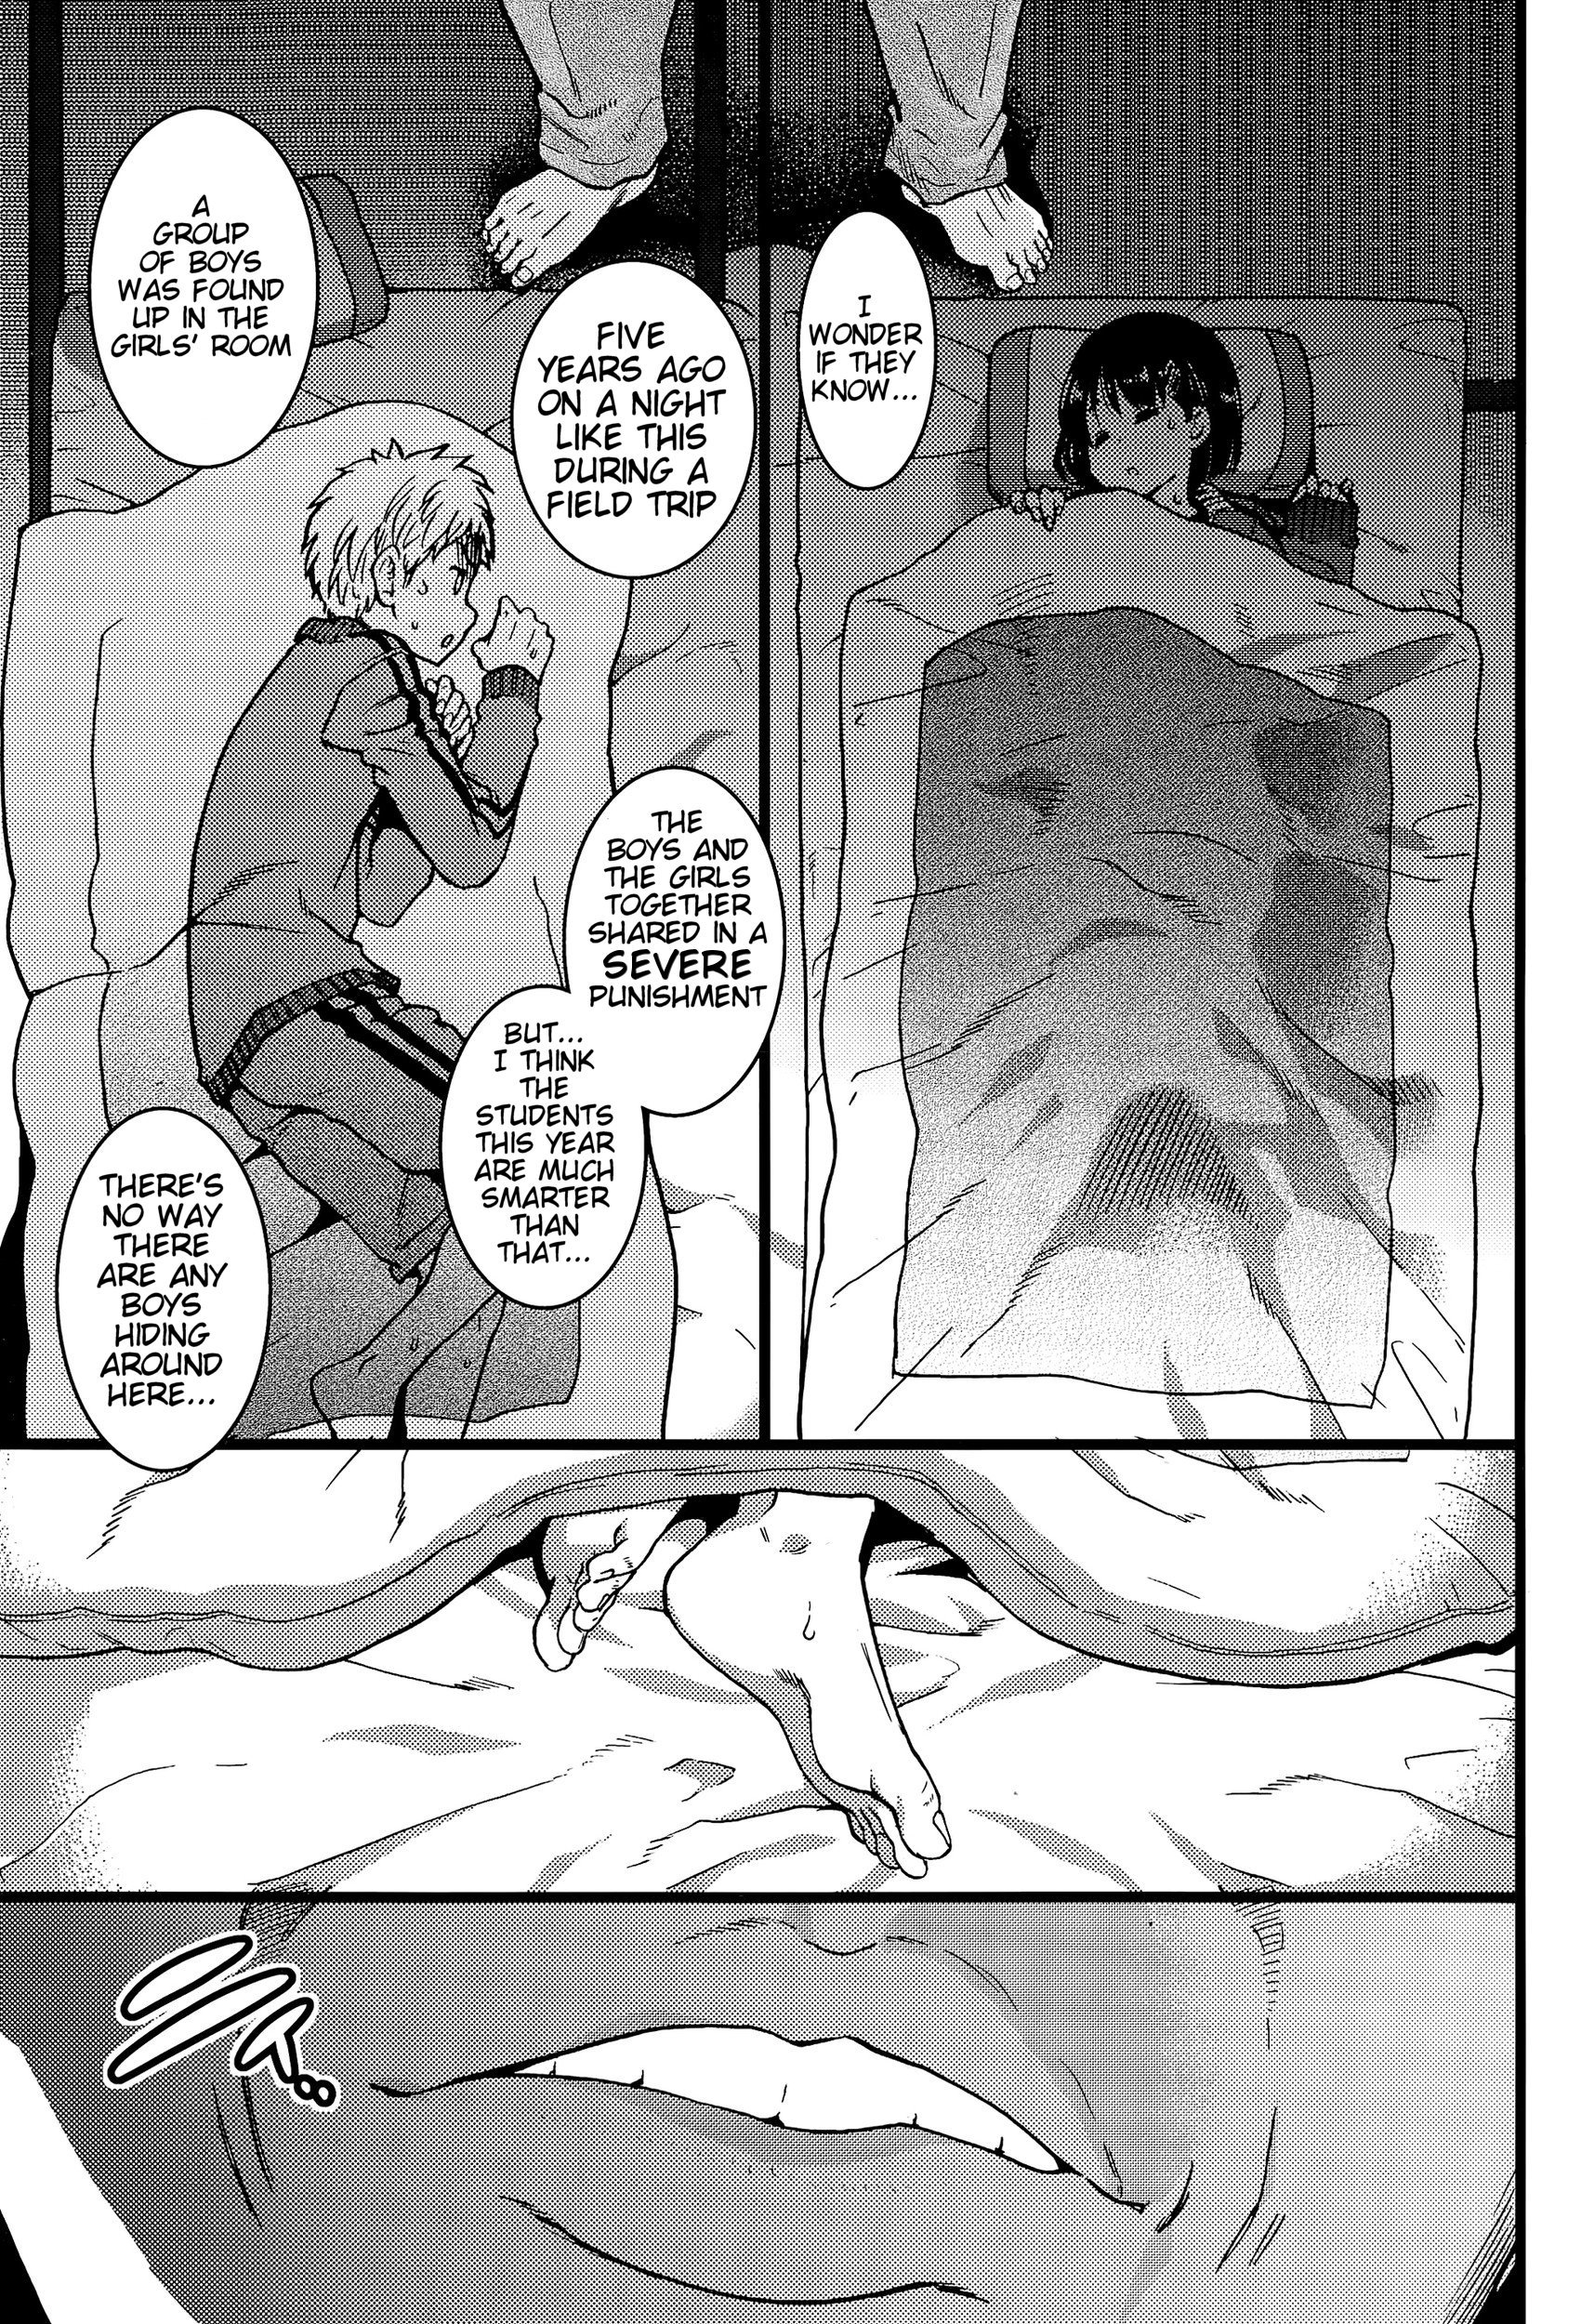 I
WONDER
IF THEY
KNOW...
FIVE
YEARS AGO
ON A NIGHT
LIKE THIS
DURING A
FIELD TRIP
A
GROUP
OF BOYS
WAS FOUND
UP IN THE
GIRLS' ROOM
THE
BOYS AND
THE GIRLS
TOGETHER
SHARED IN A
SEVERE
PUNISHMENT
BUT...
I THINK
THE
STUDENTS
THIS YEAR
ARE MUCH
SMARTER
THAN
THAT...
THERE'S
NO WAY
THERE
ARE ANY
BOYS
HIDING
AROUND
HERE...